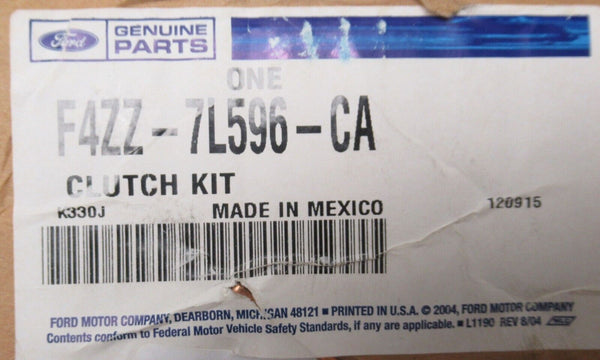 Ford
GENUINE
PARTS
ONE
F4ZZ-7L596-CA
CLUTCH KIT
K330J MADE IN MEXICO 120915
FORD MOTOR COMPANY, DEARBORN, MICHIGAN 48121 ■ PRINTED IN U.S.A. © 2004, FORD MOTOR COMPANY
Contents conform to Federal Motor Vehicle Safety Standards, if any are applicable. ■ L1190 REV 8/04